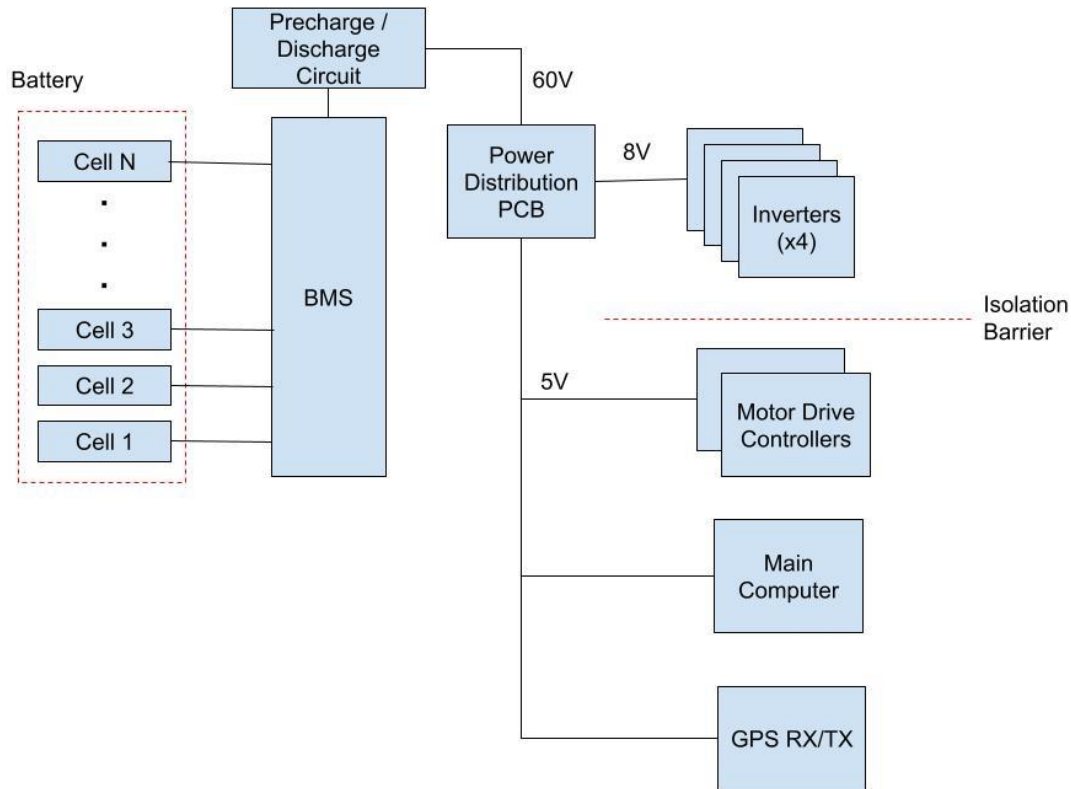 Precharge /
Discharge
Circuit
Battery
60V
Cell N
Power
Distribution
PCB
8V
Inverters
(x4)
BMS
Isolation
Barrier
Cell 3
Cell 2
Cell 1
5V
Motor Drive
Controllers
Main
Computer
GPS RX/TX